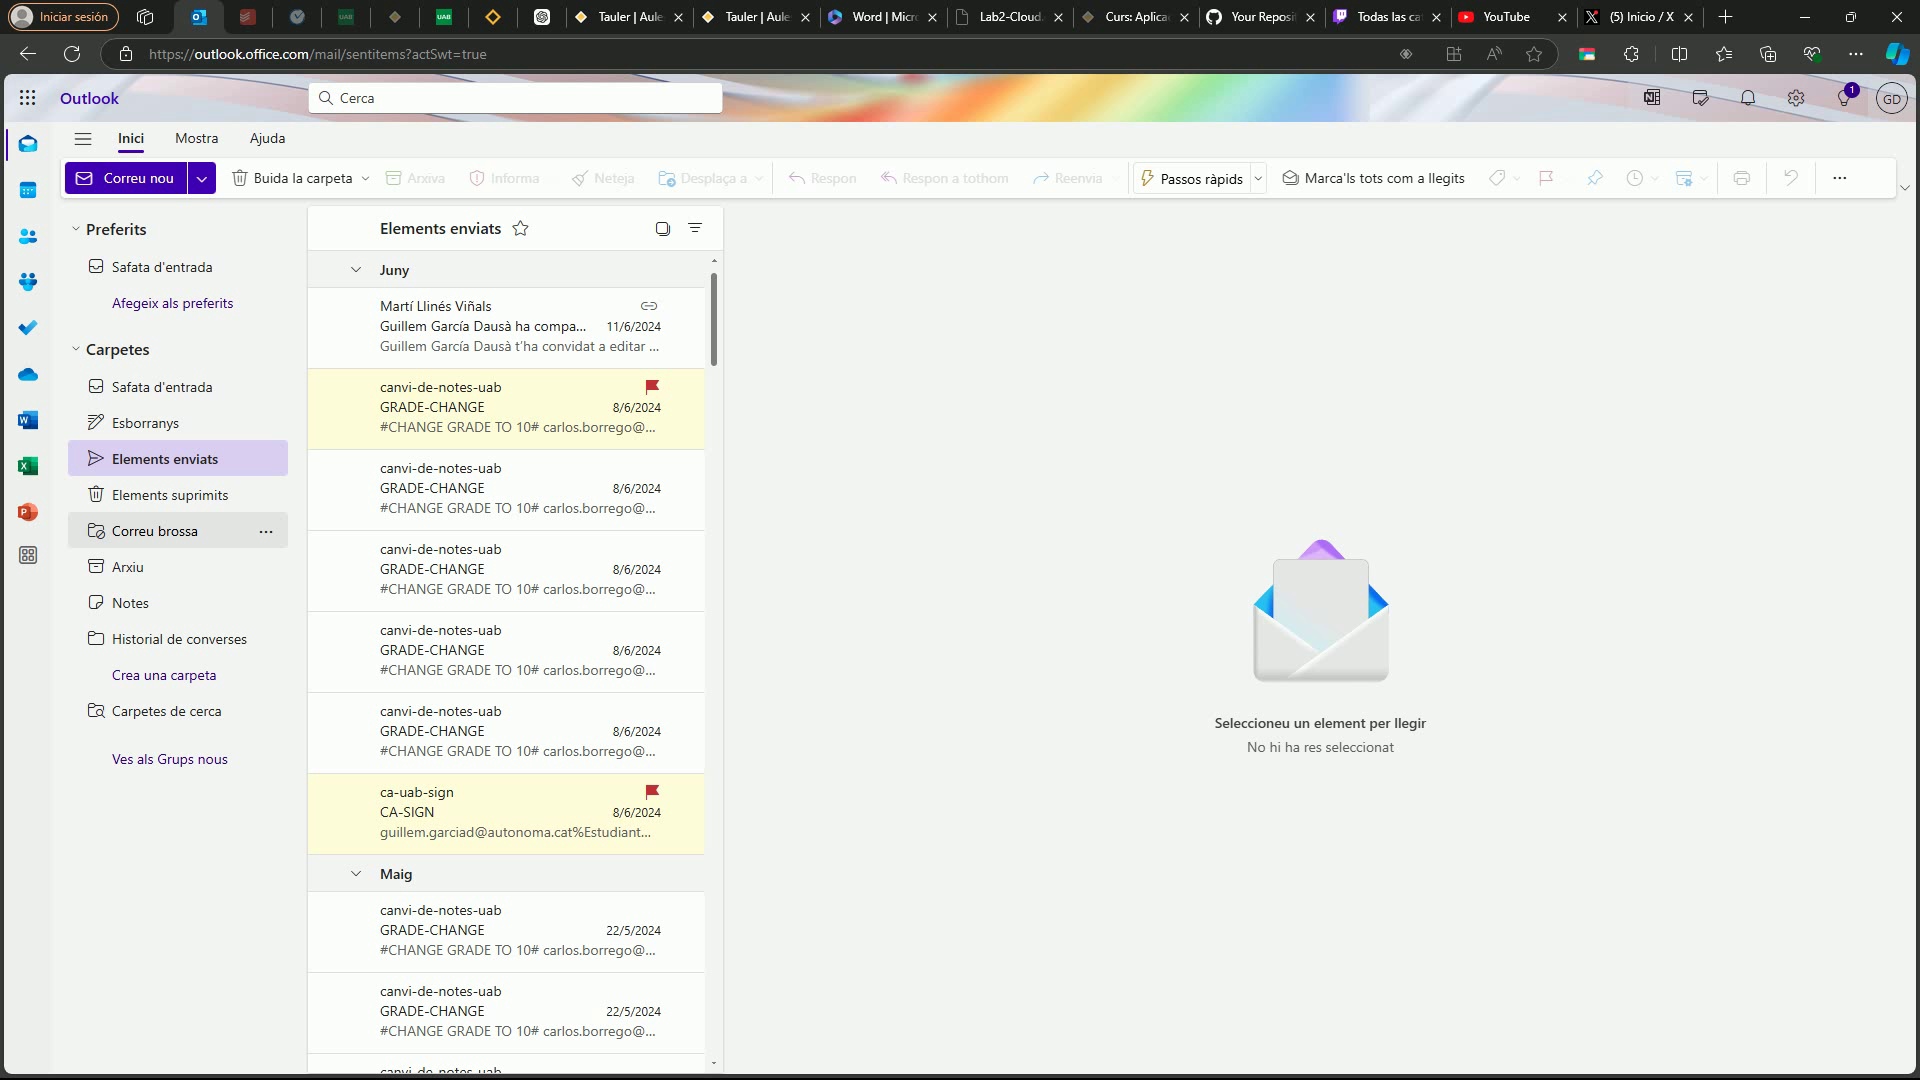 Iniciar sesión
Tauler | Aule
Tauler | Aule
Word | Micr
Lab2-Cloud
Curs: Aplica
Your Reposit
Todas las ca
YouTube
(5) Inicio / X
https://outlook.office.com/mail/sentitems?actSwt=true
Outlook
Cerca
1
GD
Inici
Mostra
Ajuda
Correu nou
Buida la carpeta
Arxiva
Informa
Neteja
Desplaça a
Respon
Respon a tothom
Reenvia
Passos ràpids
Marca'ls tots com a llegits
Preferits
Safata d'entrada
Afegeix als preferits
Carpetes
Safata d'entrada
Esborranys
Elements enviats
Elements suprimits
Correu brossa
Arxiu
Notes
Historial de converses
Crea una carpeta
Carpetes de cerca
Ves als Grups nous
Elements enviats
Juny
Martí Llinés Viñals
Guillem García Dausà ha compa... 11/6/2024
Guillem García Dausà t'ha convidat a editar ...
canvi-de-notes-uab
GRADE-CHANGE 8/6/2024
#CHANGE GRADE TO 10# carlos.borrego@...
canvi-de-notes-uab
GRADE-CHANGE 8/6/2024
#CHANGE GRADE TO 10# carlos.borrego@...
canvi-de-notes-uab
GRADE-CHANGE 8/6/2024
#CHANGE GRADE TO 10# carlos.borrego@...
canvi-de-notes-uab
GRADE-CHANGE 8/6/2024
#CHANGE GRADE TO 10# carlos.borrego@...
canvi-de-notes-uab
GRADE-CHANGE 8/6/2024
#CHANGE GRADE TO 10# carlos.borrego@...
ca-uab-sign
CA-SIGN 8/6/2024
guillem.garciad@autonoma.cat%Estudiant...
Maig
canvi-de-notes-uab
GRADE-CHANGE 22/5/2024
#CHANGE GRADE TO 10# carlos.borrego@...
canvi-de-notes-uab
GRADE-CHANGE 22/5/2024
#CHANGE GRADE TO 10# carlos.borrego@...
canvi-de-notes-uab
Seleccioneu un element per llegir
No hi ha res seleccionat